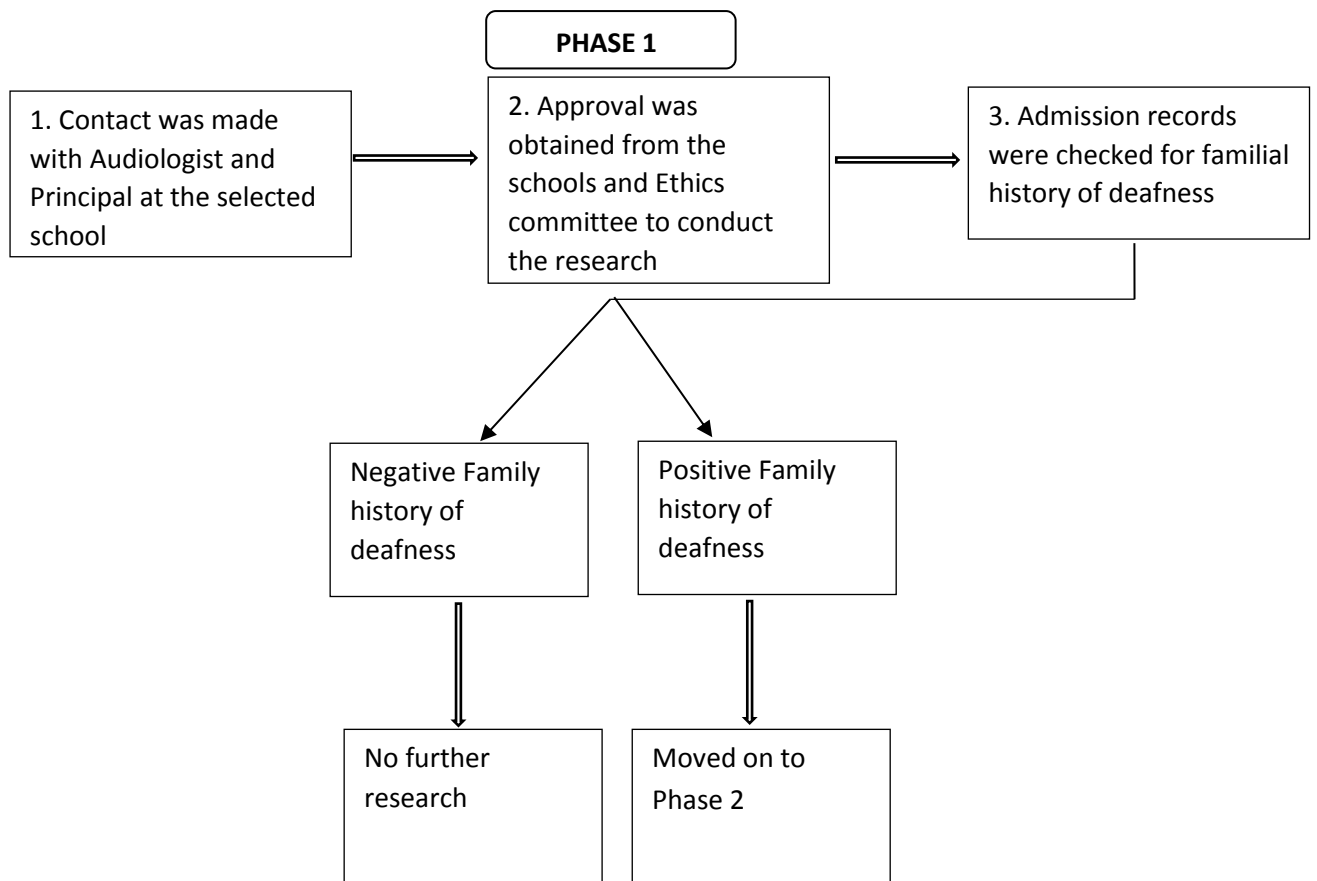 PHASE 1
1. Contact was made
with Audiologist and
Principal at the selected
school
2. Approval was
obtained from the
schools and Ethics
committee to conduct
the research
3. Admission records
were checked for familial
history of deafness
Negative Family
history of
deafness
Positive Family
history of
deafness
No further
research
Moved on to
Phase 2